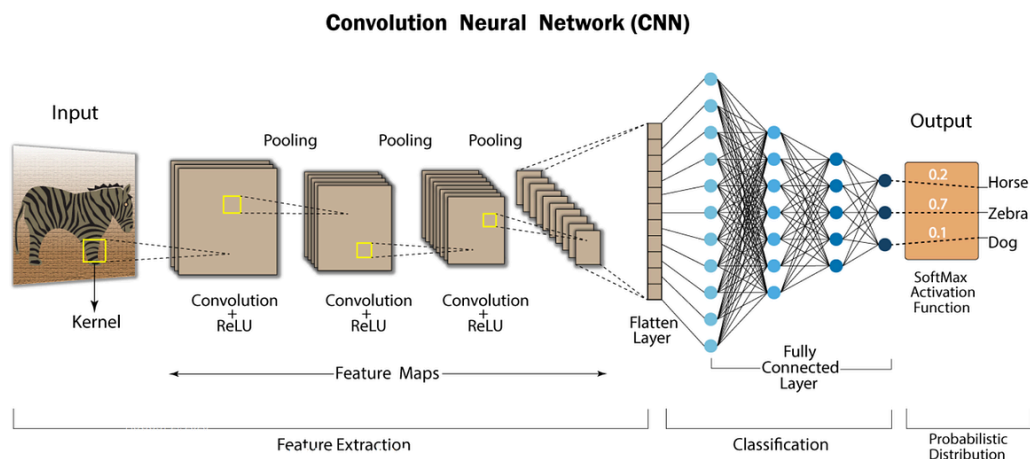 Convolution Neural Network (CNN)
Input
Pooling
Pooling
Pooling
Output
0.2
Horse
0.7
Zebra
0.1
Dog
Kernel
Convolution
+
ReLU
Convolution
+
ReLU
Convolution
+
ReLU
Flatten
Layer
SoftMax
Activation
Function
Feature Maps
Fully
Connected
Layer
Feature Extraction
Classification
Probabilistic
Distribution